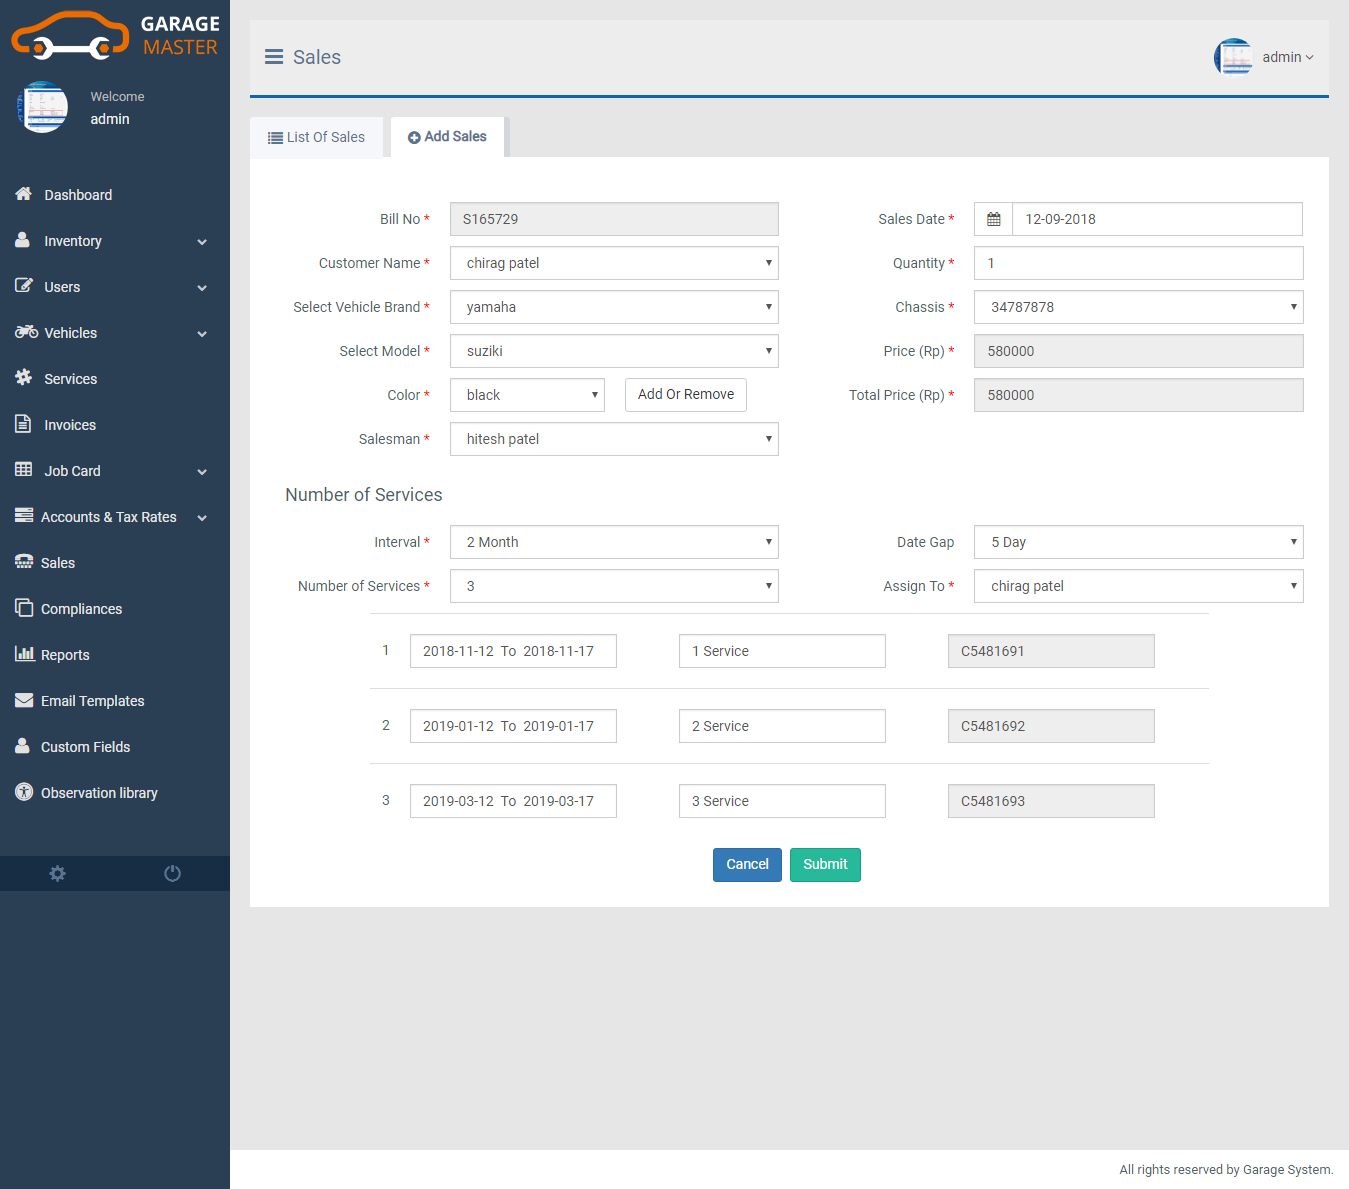 GARAGE
MASTER
Welcome
admin
Dashboard
Inventory
Users
Vehicles
Services
Invoices
Job Card
Accounts & Tax Rates
Sales
Compliances
Reports
Email Templates
Custom Fields
Observation library
Sales
admin
List Of Sales
Add Sales
Bill No * S165729 Sales Date * 12-09-2018
Customer Name * chirag patel Quantity * 1
Select Vehicle Brand * yamaha Chassis * 34787878
Select Model * suziki Price (Rp) * 580000
Color * black Add Or Remove Total Price (Rp) * 580000
Salesman * hitesh patel
Number of Services
Interval * 2 Month Date Gap 5 Day
Number of Services * 3 Assign To * chirag patel
1 2018-11-12 To 2018-11-17 1 Service C5481691
2 2019-01-12 To 2019-01-17 2 Service C5481692
3 2019-03-12 To 2019-03-17 3 Service C5481693
Cancel Submit
All rights reserved by Garage System.